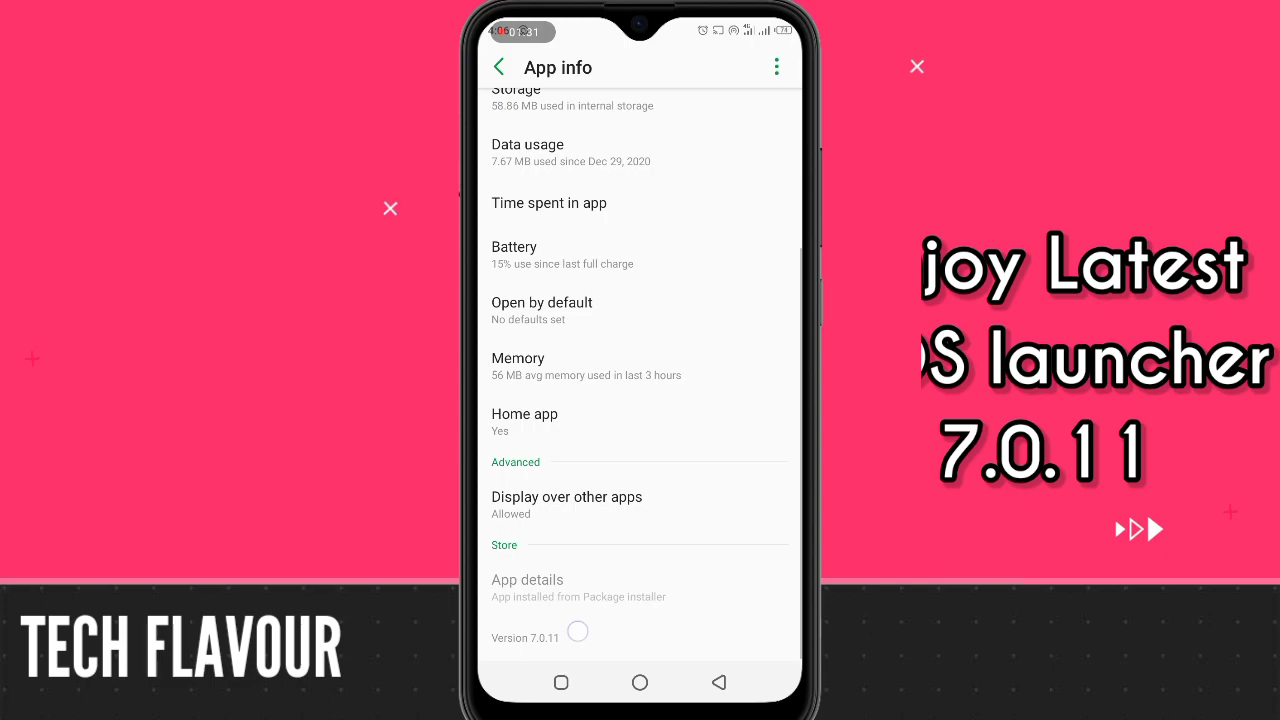 01:31
App info
Storage
58.86 MB used in internal storage
Data usage
7.67 MB used since Dec 29, 2020
Time spent in app
Battery
15% use since last full charge
Open by default
No defaults set
Memory
56 MB avg memory used in last 3 hours
Home app
Yes
Advanced
Display over other apps
Allowed
Store
App details
App installed from Package installer
Version 7.0.11
joy Latest
OS launcher
7.0.11
TECH FLAVOUR